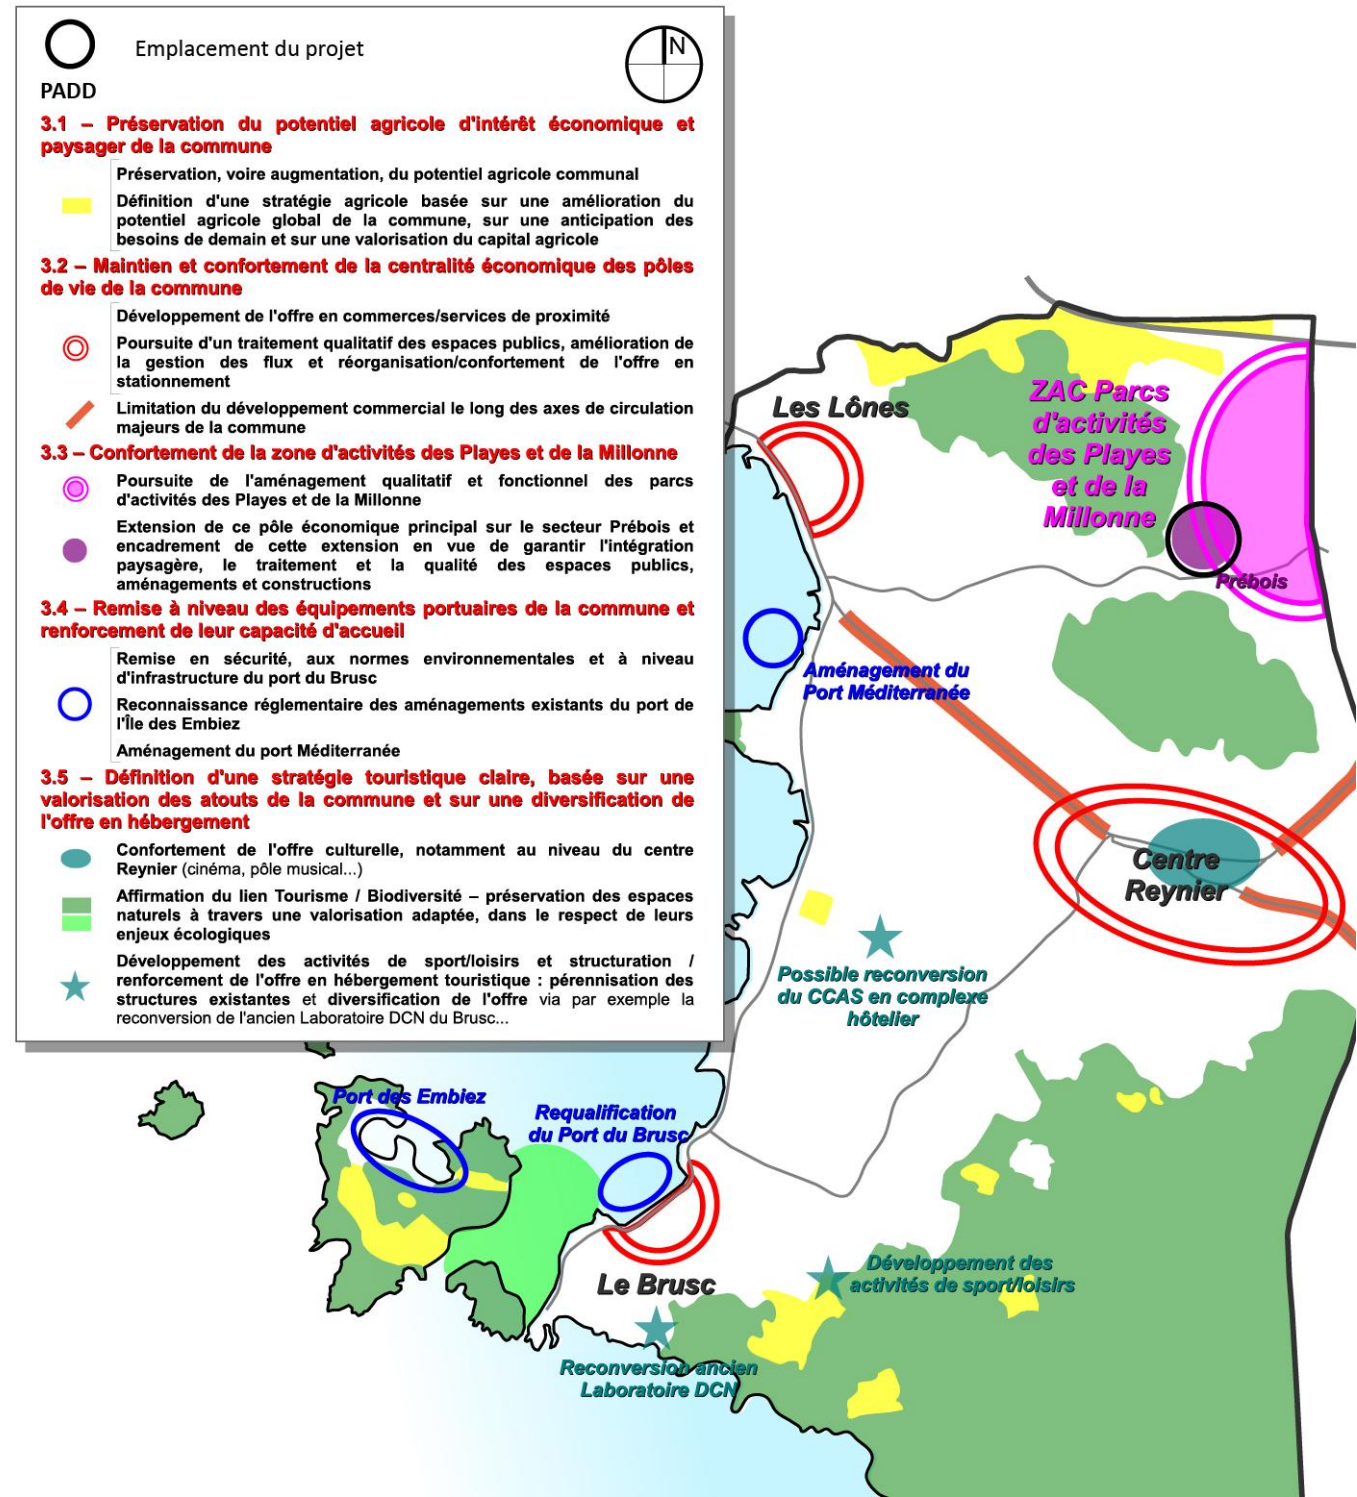 Emplacement du projet
N
PADD
3.1 – Préservation du potentiel agricole d'intérêt économique et
paysager de la commune
Préservation, voire augmentation, du potentiel agricole communal
Définition d'une stratégie agricole basée sur une amélioration du
potentiel agricole global de la commune, sur une anticipation des
besoins de demain et sur une valorisation du capital agricole
3.2 – Maintien et confortement de la centralité économique des pôles
de vie de la commune
Développement de l'offre en commerces/services de proximité
Poursuite d'un traitement qualitatif des espaces publics, amélioration de
la gestion des flux et réorganisation/confortement de l'offre en
stationnement
Limitation du développement commercial le long des axes de circulation
majeurs de la commune
3.3 – Confortement de la zone d'activités des Playes et de la Millonne
Poursuite de l'aménagement qualitatif et fonctionnel des parcs
d'activités des Playes et de la Millonne
Extension de ce pôle économique principal sur le secteur Prébois et
encadrement de cette extension en vue de garantir l'intégration
paysagère, le traitement et la qualité des espaces publics,
aménagements et constructions
3.4 – Remise à niveau des équipements portuaires de la commune et
renforcement de leur capacité d'accueil
Remise en sécurité, aux normes environnementales et à niveau
d'infrastructure du port du Brusc
Reconnaissance réglementaire des aménagements existants du port de
l'Île des Embiez
Aménagement du port Méditerranée
3.5 – Définition d'une stratégie touristique claire, basée sur une
valorisation des atouts de la commune et sur une diversification de
l'offre en hébergement
Confortement de l'offre culturelle, notamment au niveau du centre
Reynier (cinéma, pôle musical...)
Affirmation du lien Tourisme / Biodiversité – préservation des espaces
naturels à travers une valorisation adaptée, dans le respect de leurs
enjeux écologiques
Développement des activités de sport/loisirs et structuration /
renforcement de l'offre en hébergement touristique : pérennisation des
structures existantes et diversification de l'offre via par exemple la
reconversion de l'ancien Laboratoire DCN du Brusc...
Les Lônes
ZAC Parcs
d'activités
des Playes
et de la
Millonne
Prébois
Aménagement du
Port Méditerranée
Centre
Reynier
Possible reconversion
du CCAS en complexe
hôtelier
Port des Embiez
Requalification
du Port du Brusc
Le Brusc
Développement des
activités de sport/loisirs
Reconversion ancien
Laboratoire DCN